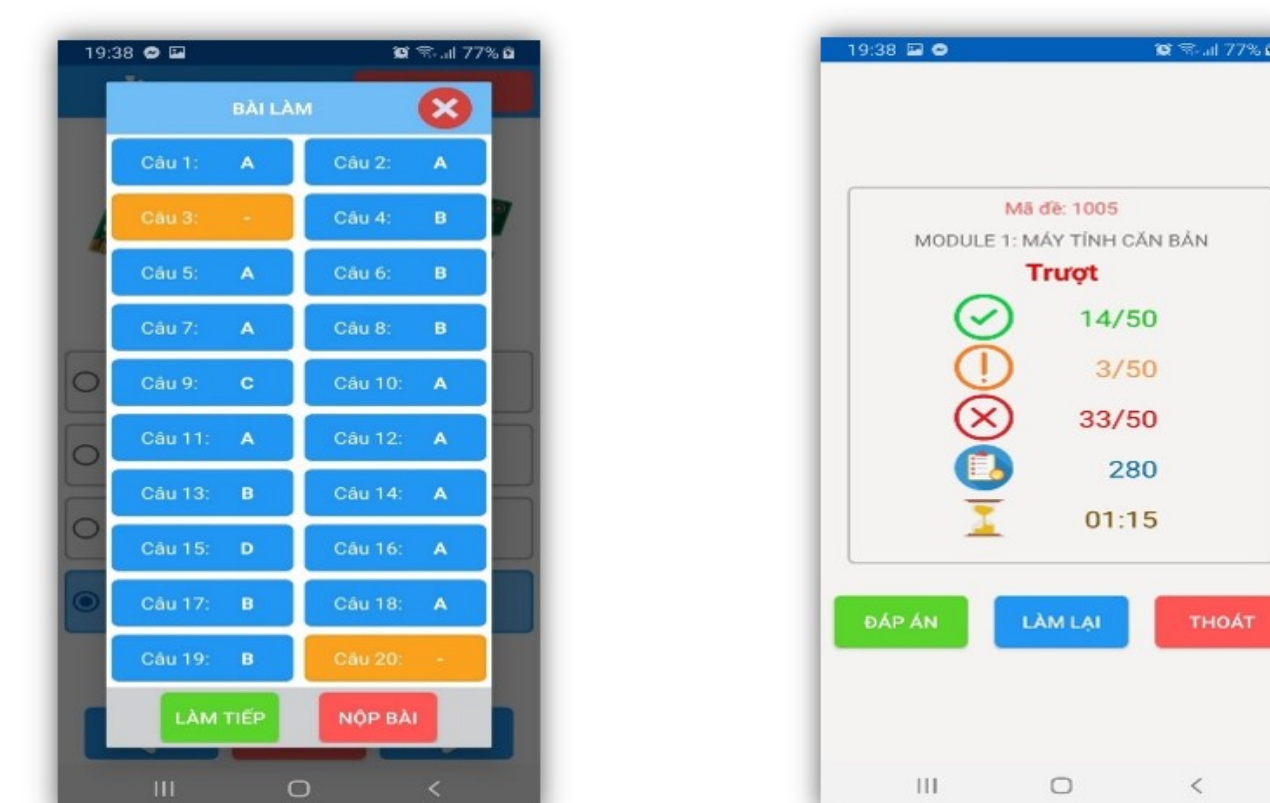 19:38 77%
BÀI LÀM
Câu 1: A Câu 2: A
Câu 3: - Câu 4: B
Câu 5: A Câu 6: B
Câu 7: A Câu 8: B
Câu 9: C Câu 10: A
Câu 11: A Câu 12: A
Câu 13: B Câu 14: A
Câu 15: D Câu 16: A
Câu 17: B Câu 18: A
Câu 19: B Câu 20: -
LÀM TIẾP NỘP BÀI
19:38 77%
Mã đề: 1005
MODULE 1: MÁY TÍNH CĂN BẢN
Trượt
14/50
3/50
33/50
280
01:15
ĐÁP ÁN LÀM LẠI THOÁT